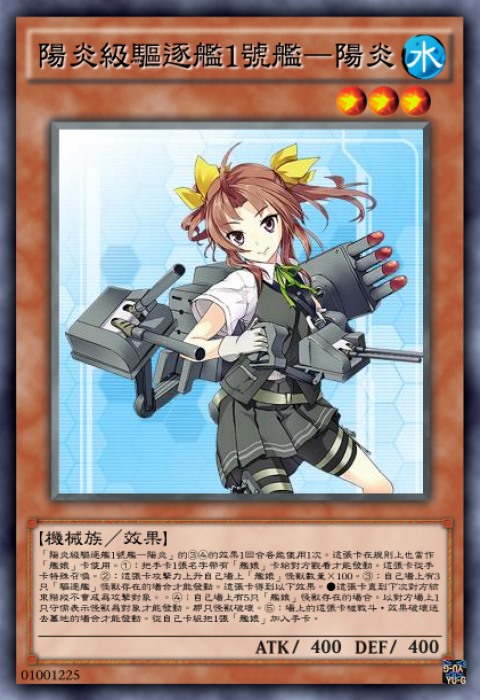 陽炎級驅逐艦1號艦—陽炎
水
【機械族／效果】
「陽炎級驅逐艦1號艦—陽炎」的③④的效果1回合各能使用1次。這張卡在規則上也當作
「艦娘」卡使用。①：把手卡1張名字帶有「艦娘」卡給對方觀看才能發動。這張卡從手
卡特殊召喚。②：這張卡攻擊力上升自己場上「艦娘」怪獸數量×100。③：自己場上有3
只「驅逐艦」怪獸存在的場合才能發動。這張卡得到以下效果。●這張卡直到下次對方結
束階段不會成為攻擊對象。。④：自己場上有5只「艦娘」怪獸存在的場合，以對方場上1
只守備表示怪獸為對象才能發動。那只怪獸破壞。⑤：場上的這張卡被戰鬥、效果破壞送
去墓地的場合才能發動。從自己卡組把1張「艦娘」加入手卡。
ATK/ 400 DEF/ 400
01001225